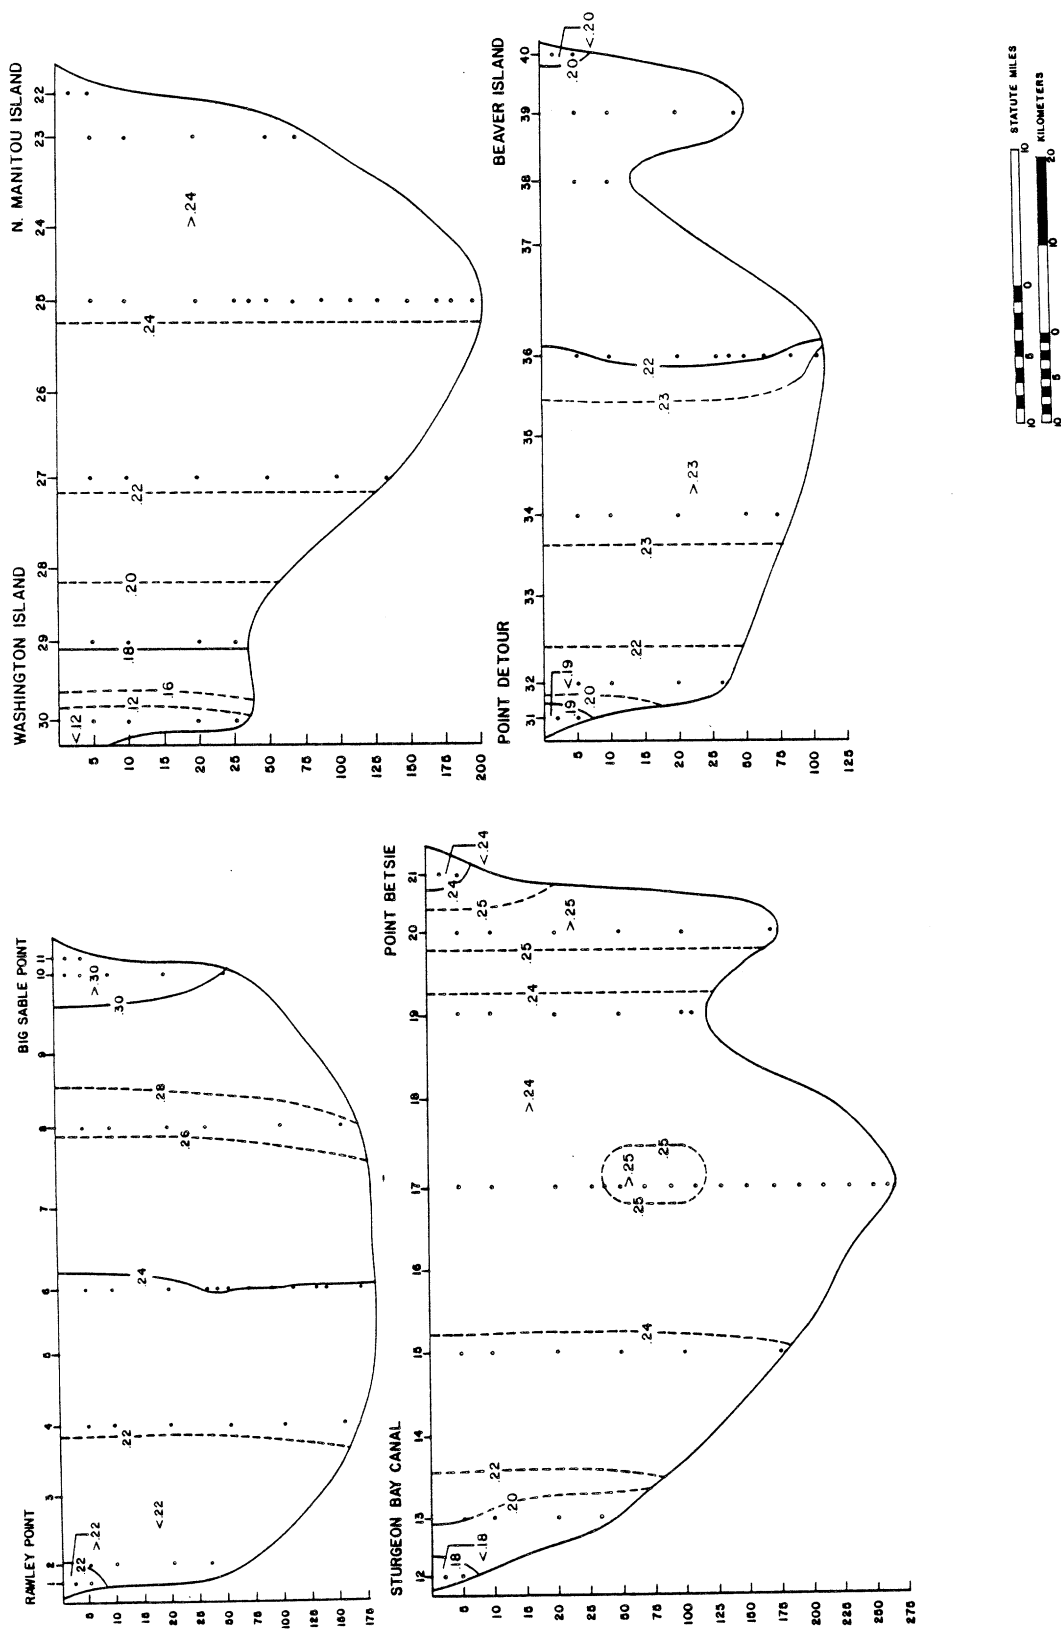 WASHINGTON ISLAND
N. MANITOU ISLAND
30 29 28 27 26 25 24 23 22
<.12 .12 .16 .18 .20 .22 .24 >.24
5
10
15
20
25
50
75
100
125
150
175
200
POINT DETOUR
BEAVER ISLAND
31 32 33 34 35 36 37 38 39 40
.19 <.19 .20 .22 .23 >.23 .23 .22 .20 <.20 <.20
5
10
15
20
25
50
75
100
125
STATUTE MILES
10 5 0 10
KILOMETERS
10 5 0 10 20
RAWLEY POINT
BIG SABLE POINT
1 2 3 4 5 6 7 8 9 10 11
.22 >.22 <.22 .22 .24 .26 .28 .30 >.30
5
10
15
20
25
50
75
100
125
150
175
STURGEON BAY CANAL
POINT BETSIE
12 13 14 15 16 17 18 19 20 21
.18 <.18 .20 .22 .24 .25 >.25 .25 >.24 .24 .25 >.25 .25 .24 <.24 <.24
5
10
15
20
25
50
75
100
125
150
175
200
225
250
275